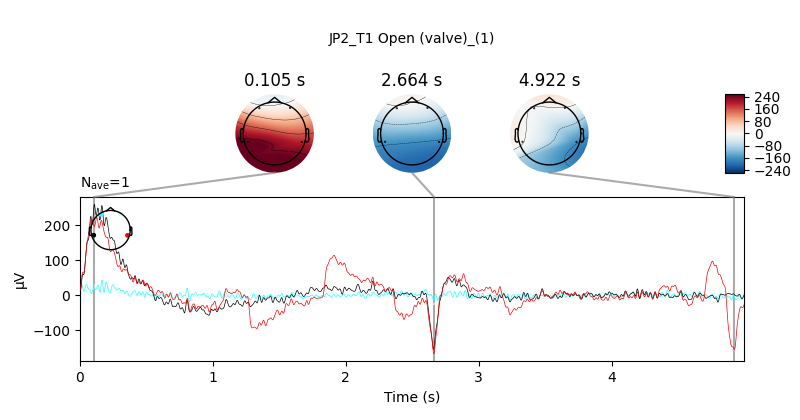 JP2_T1 Open (valve)_(1)
0.105 s 2.664 s 4.922 s
240
160
80
0
−80
−160
−240
Nave=1
µV
200
100
0
−100
0 1 2 3 4
Time (s)